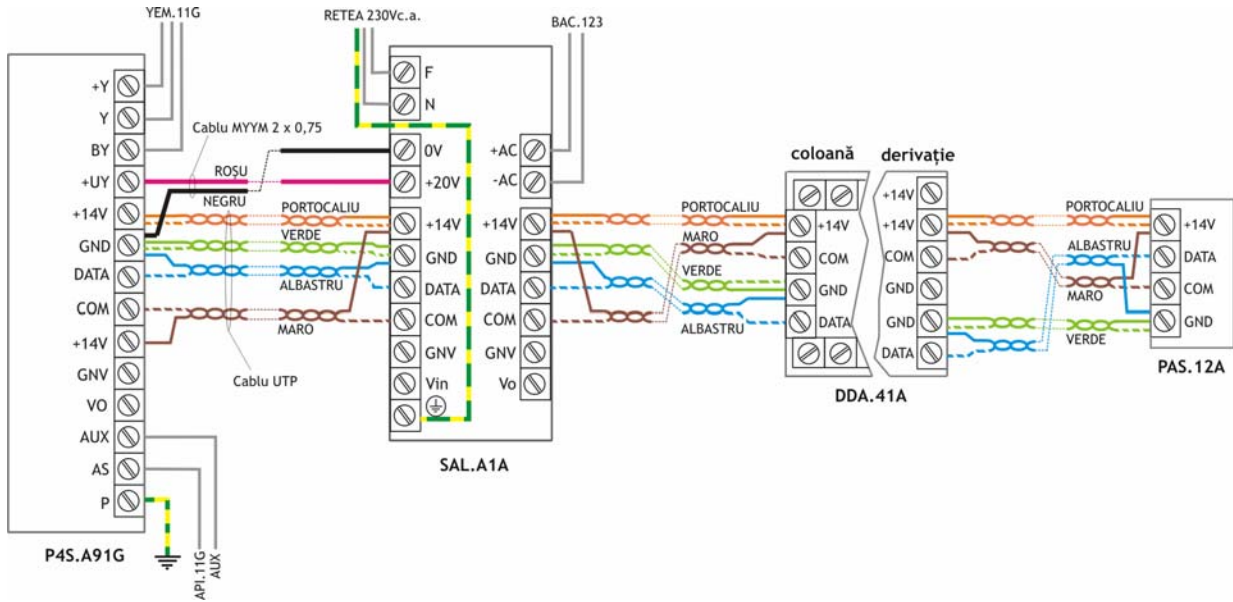 YEM.11G
RETEA 230Vc.a.
BAC.123
+Y
Y
BY
+UY
+14V
GND
DATA
COM
+14V
GNV
VO
AUX
AS
P
P4S.A91G
API.11G
AUX
Cablu MYYM 2 x 0,75
ROȘU
NEGRU
PORTOCALIU
VERDE
ALBASTRU
MARO
Cablu UTP
F
N
0V
+20V
+14V
GND
DATA
COM
GNV
Vin
+AC
-AC
+14V
GND
DATA
COM
GNV
Vo
SAL.A1A
PORTOCALIU
MARO
VERDE
ALBASTRU
coloană
derivație
+14V
COM
GND
DATA
+14V
+14V
COM
GND
GND
DATA
DDA.41A
PORTOCALIU
ALBASTRU
MARO
VERDE
+14V
DATA
COM
GND
PAS.12A